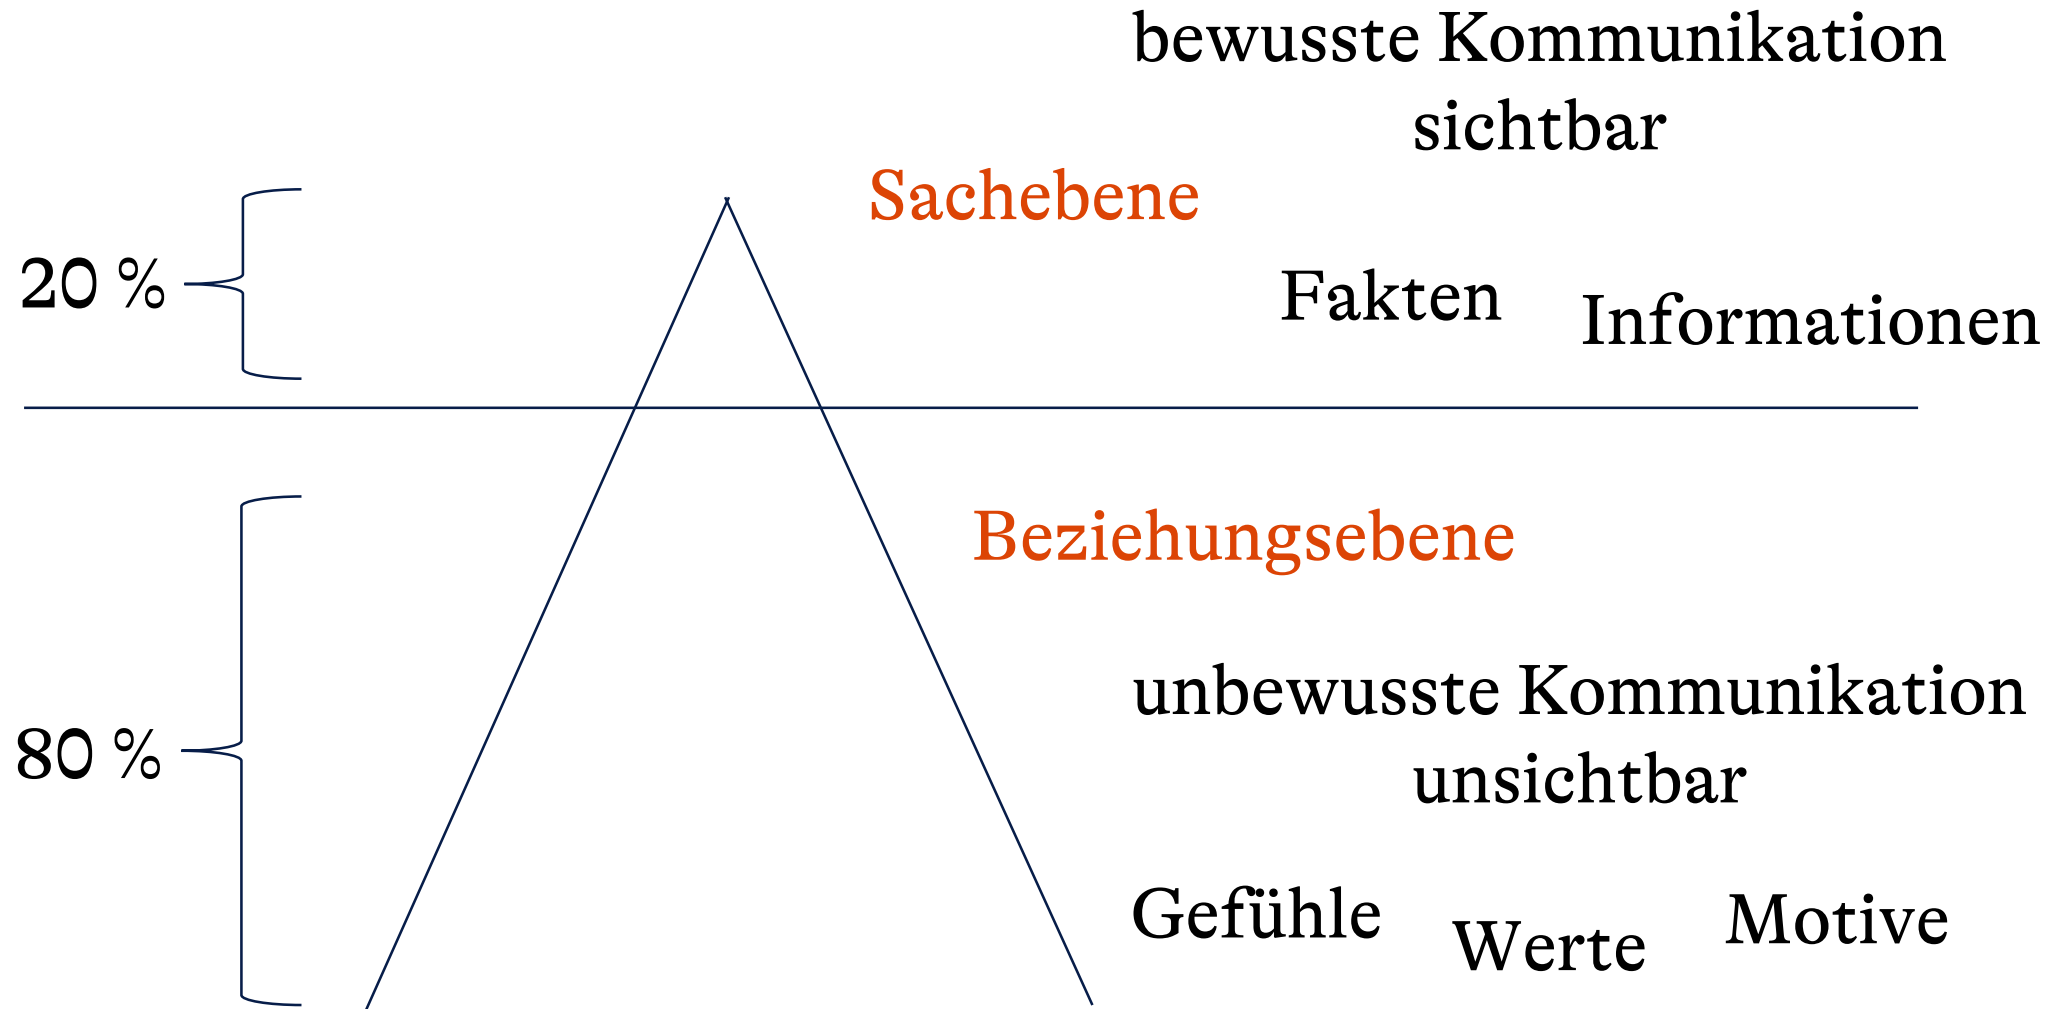 bewusste Kommunikation
sichtbar
Sachebene
20 %
Fakten
Informationen
Beziehungsebene
unbewusste Kommunikation
80 %
unsichtbar
Gefühle
Werte
Motive